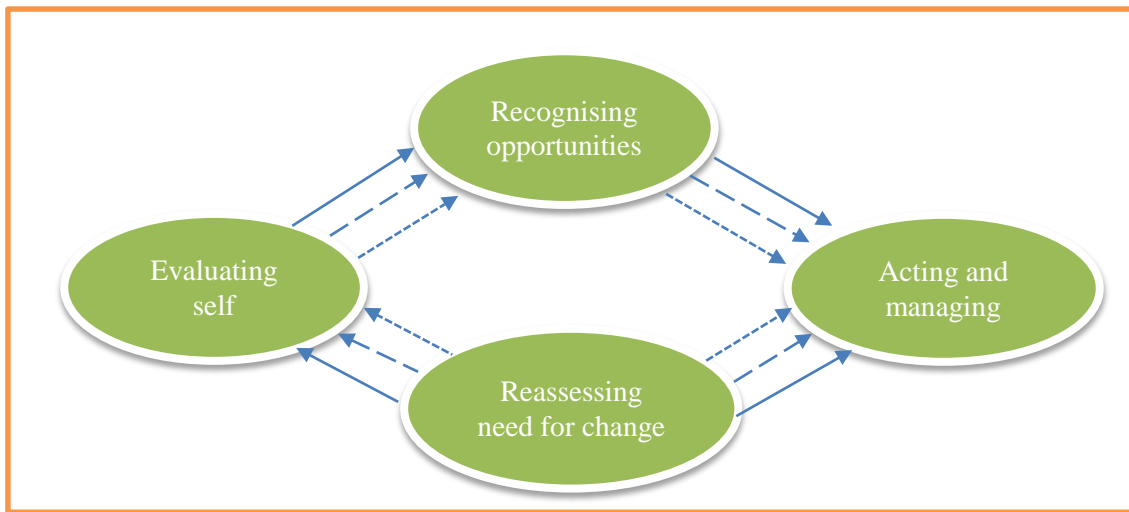 Recognising
opportunities
Evaluating
self
Acting and
managing
Reassessing
need for change